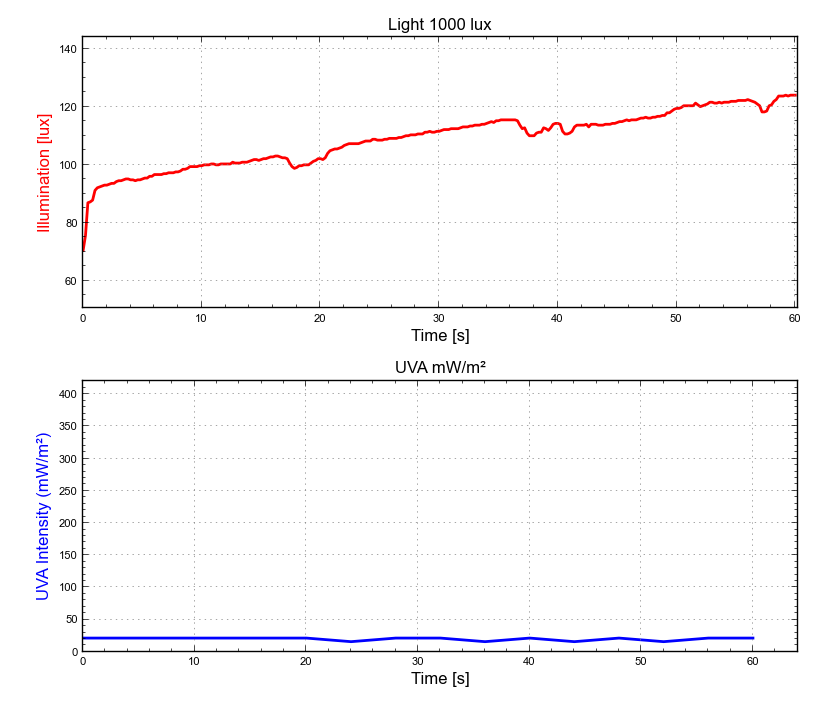 Light 1000 lux
140
120
100
80
60
Illumination [lux]
0 10 20 30 40 50 60
Time [s]
UVA mW/m²
400
350
300
250
200
150
100
50
0
UVA Intensity (mW/m²)
0 10 20 30 40 50 60
Time [s]